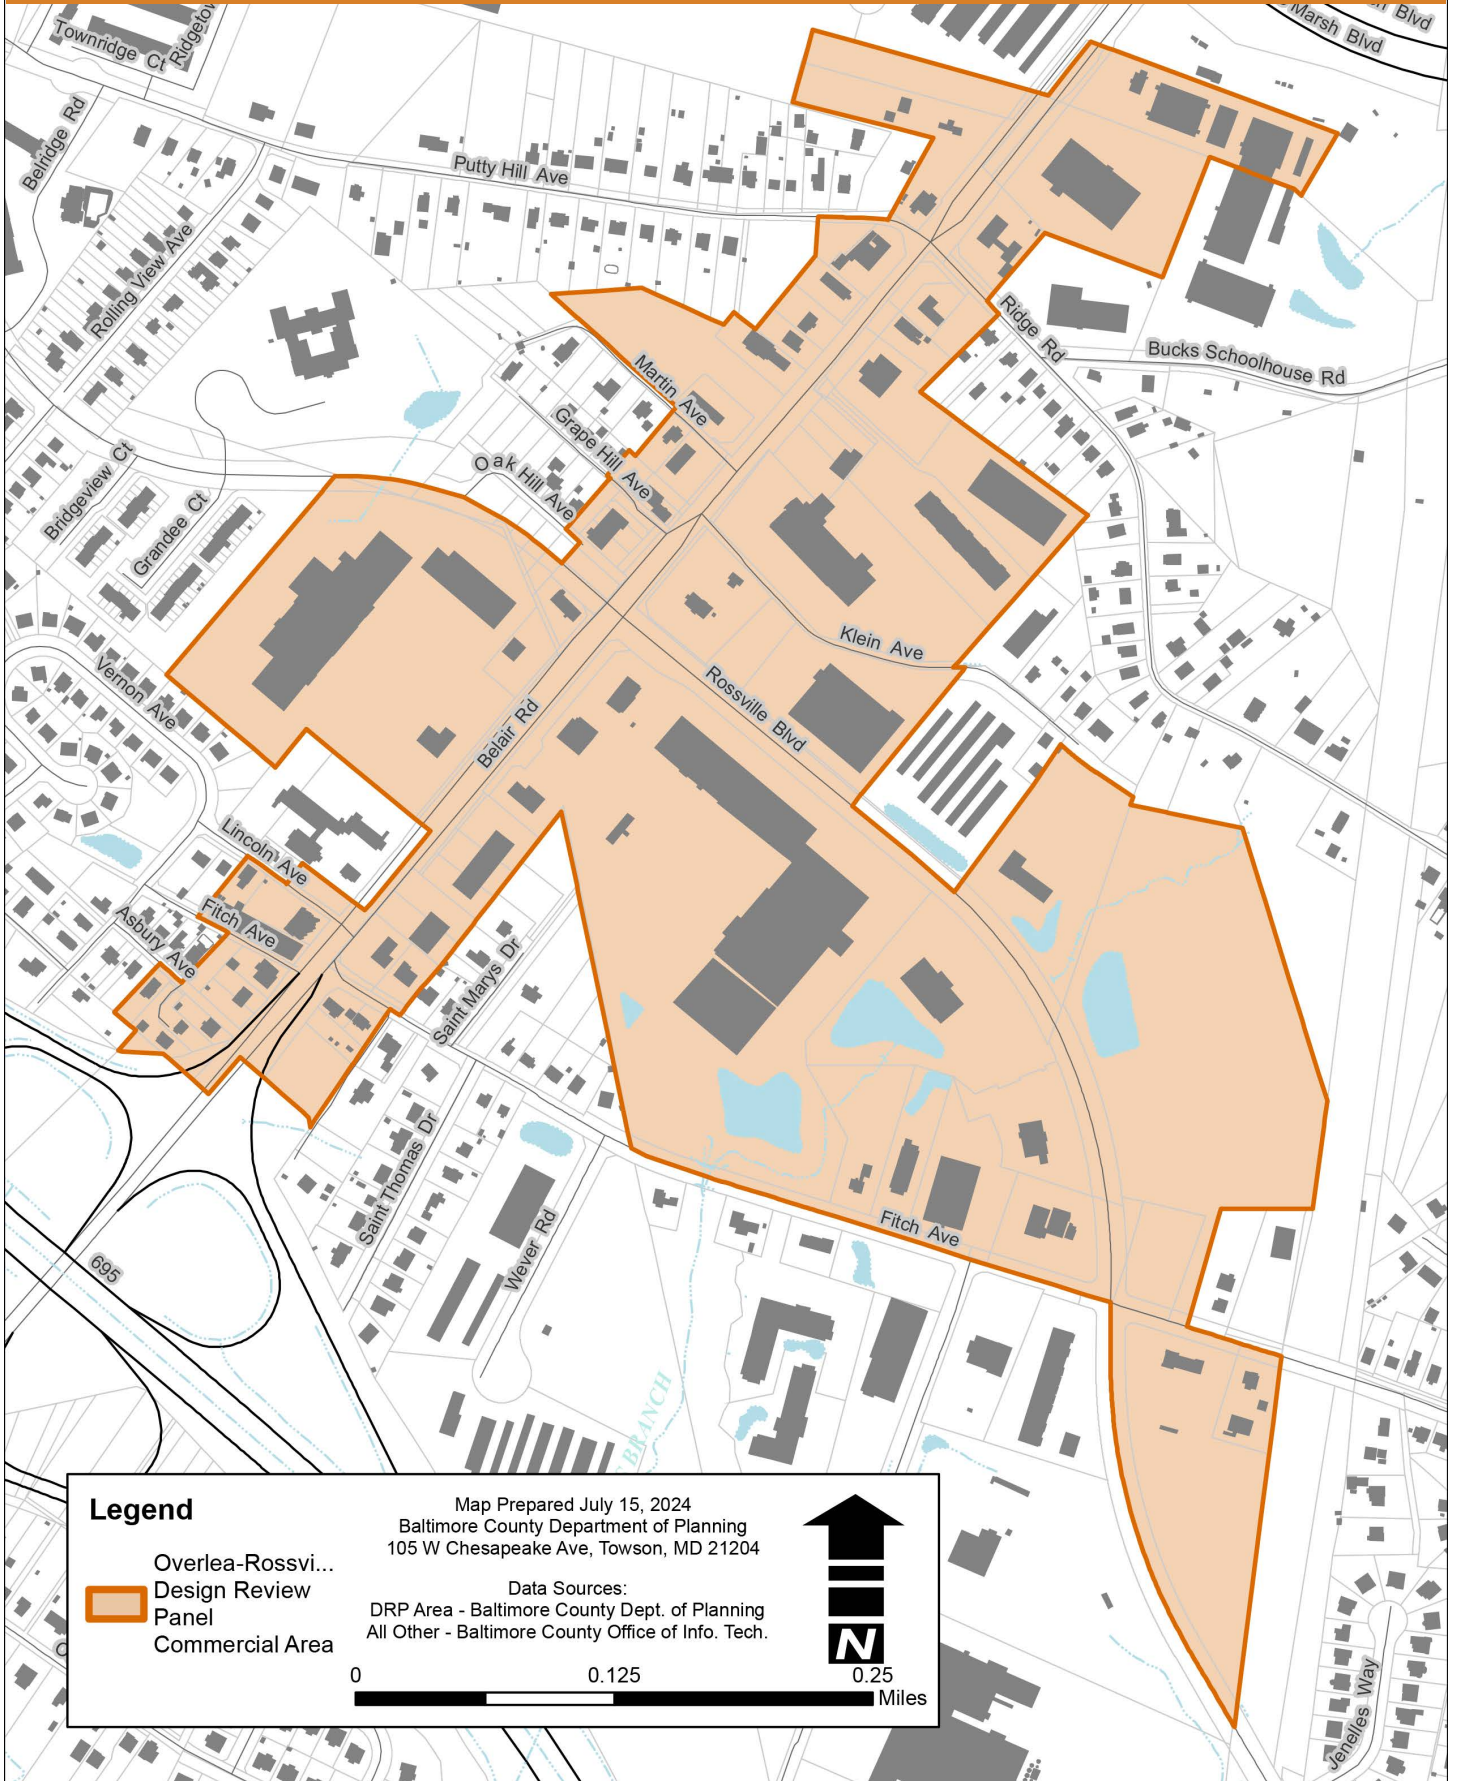 Townridge Ct
Marsh Blvd
Blvd
Belridge Rd
Putty Hill Ave
Rolling View Ave
Ridge Rd
Bucks Schoolhouse Rd
Martin Ave
Grape Hill Ave
Oak Hill Ave
Bridgeview Ct
Grandee Ct
Klein Ave
Vernon Ave
Rossville Blvd
Belair Rd
Lincoln Ave
Fitch Ave
Asbury Ave
Saint Marys Dr
Saint Thomas Dr
Wever Rd
Fitch Ave
695
BRANCH
Jenelles Way
Legend
Overlea-Rossvi...
Design Review
Panel
Commercial Area
Map Prepared July 15, 2024
Baltimore County Department of Planning
105 W Chesapeake Ave, Towson, MD 21204
Data Sources:
DRP Area - Baltimore County Dept. of Planning
All Other - Baltimore County Office of Info. Tech.
N
0 0.125 0.25
Miles